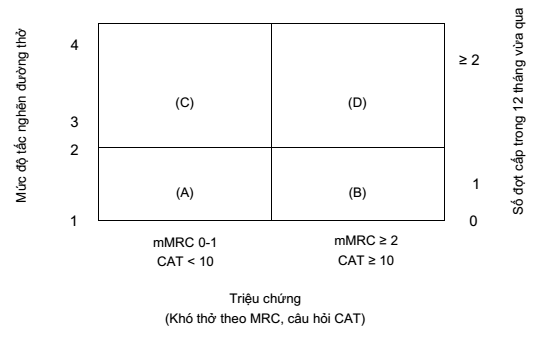 Mức độ tắc nghẽn đường thở
4
3
2
1
(C)
(D)
(A)
(B)
≥ 2
1
0
Số đợt cấp trong 12 tháng vừa qua
mMRC 0-1
CAT < 10
mMRC ≥ 2
CAT ≥ 10
Triệu chứng
(Khó thở theo MRC, câu hỏi CAT)